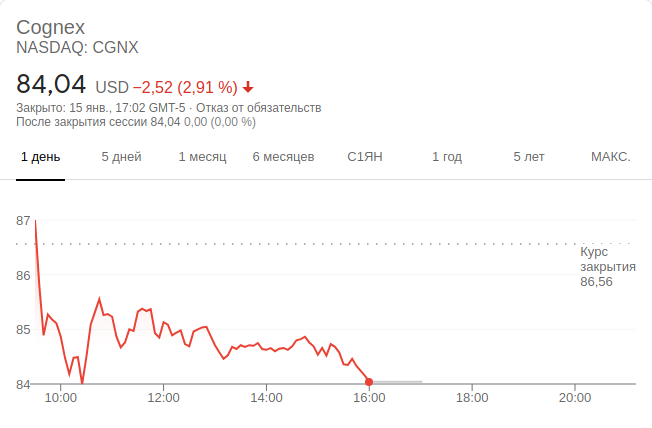 Cognex
NASDAQ: CGNX
84,04 USD −2,52 (2,91 %)
Закрыто: 15 янв., 17:02 GMT-5 · Отказ от обязательств
После закрытия сессии 84,04 0,00 (0,00 %)
1 день 5 дней 1 месяц 6 месяцев С1ЯН 1 год 5 лет МАКС.
87
Курс
закрытия
86,56
86
85
84
10:00 12:00 14:00 16:00 18:00 20:00